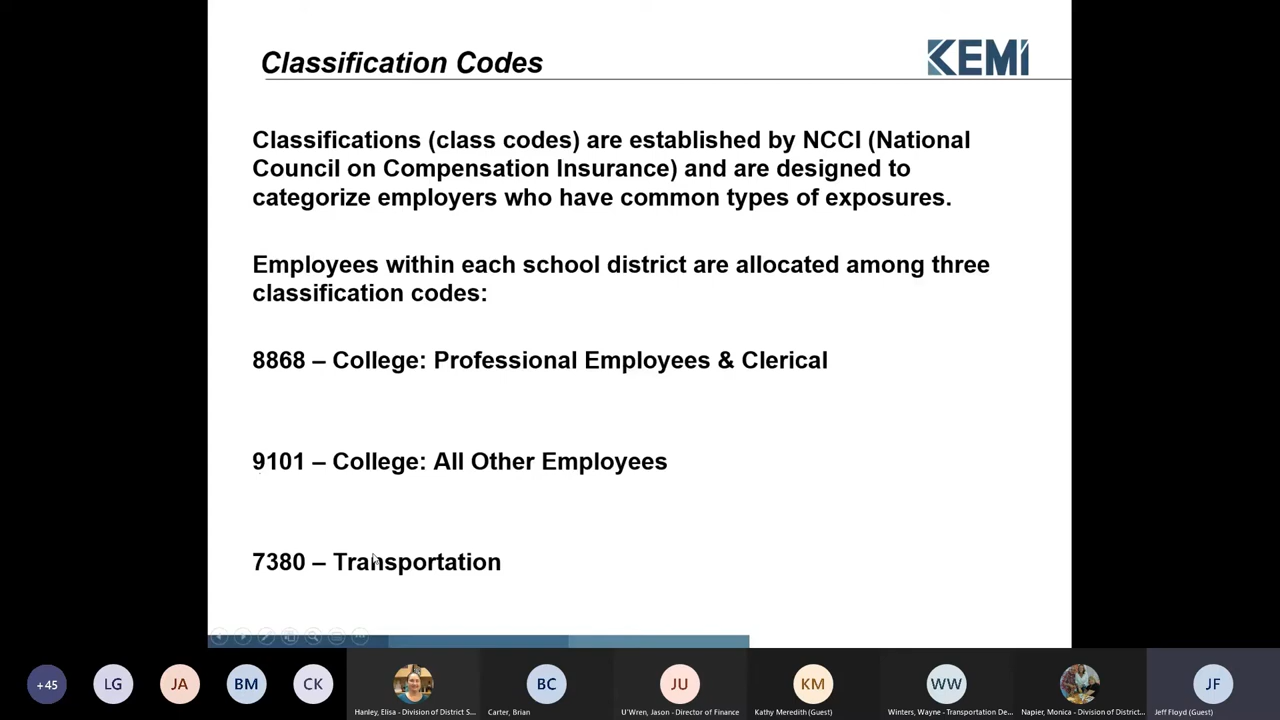 Classification Codes
KEMI
Classifications (class codes) are established by NCCI (National
Council on Compensation Insurance) and are designed to
categorize employers who have common types of exposures.
Employees within each school district are allocated among three
classification codes:
8868 – College: Professional Employees & Clerical
9101 – College: All Other Employees
7380 – Transportation
+45
LG
JA
BM
CK
BC
JU
KM
WW
JF
Hanley, Elisa - Division of District S...
Carter, Brian
U'Wren, Jason - Director of Finance
Kathy Meredith (Guest)
Winters, Wayne - Transportation De...
Napier, Monica - Division of District...
Jeff Floyd (Guest)